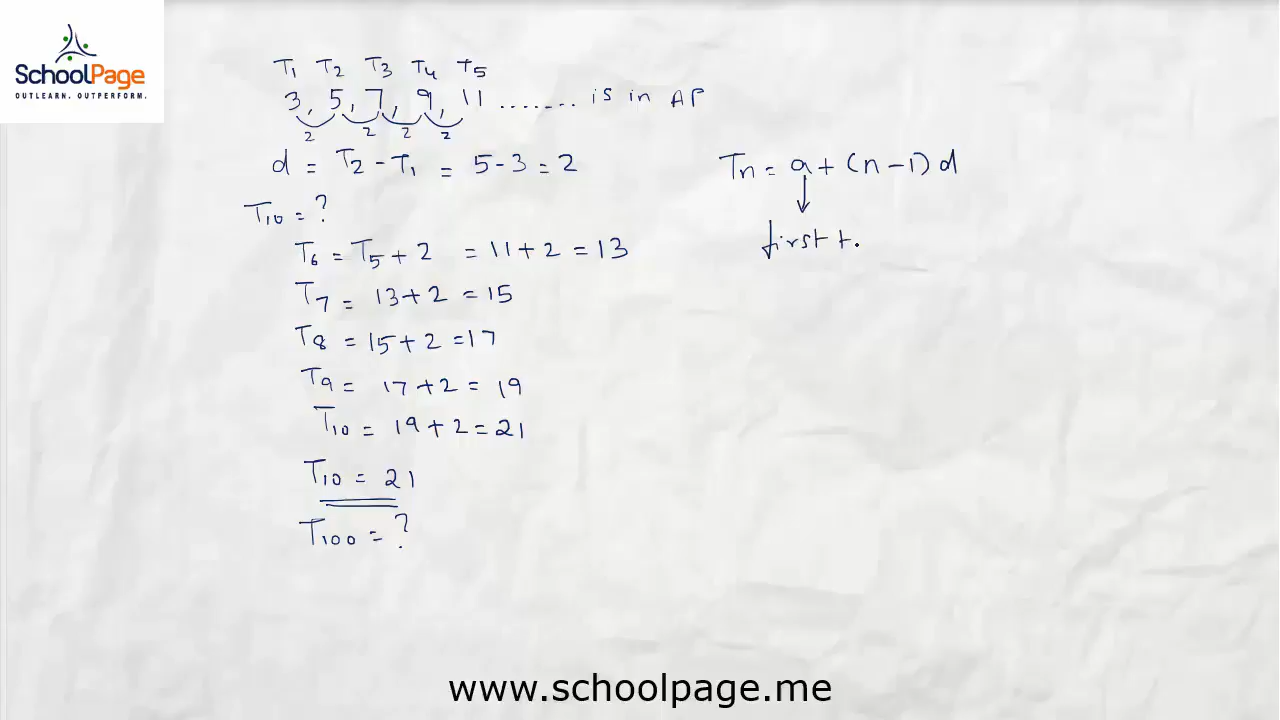 SchoolPage
OUTLEARN. OUTPERFORM.
T1 T2 T3 T4 T5
3, 5, 7, 9, 11 ....... is in AP
2 2 2 2
d = T2 - T1 = 5 - 3 = 2
T10 = ?
T6 = T5 + 2 = 11 + 2 = 13
T7 = 13 + 2 = 15
T8 = 15 + 2 = 17
T9 = 17 + 2 = 19
T10 = 19 + 2 = 21
T10 = 21
T100 = ?
Tn = a + (n - 1) d
first t.
www.schoolpage.me